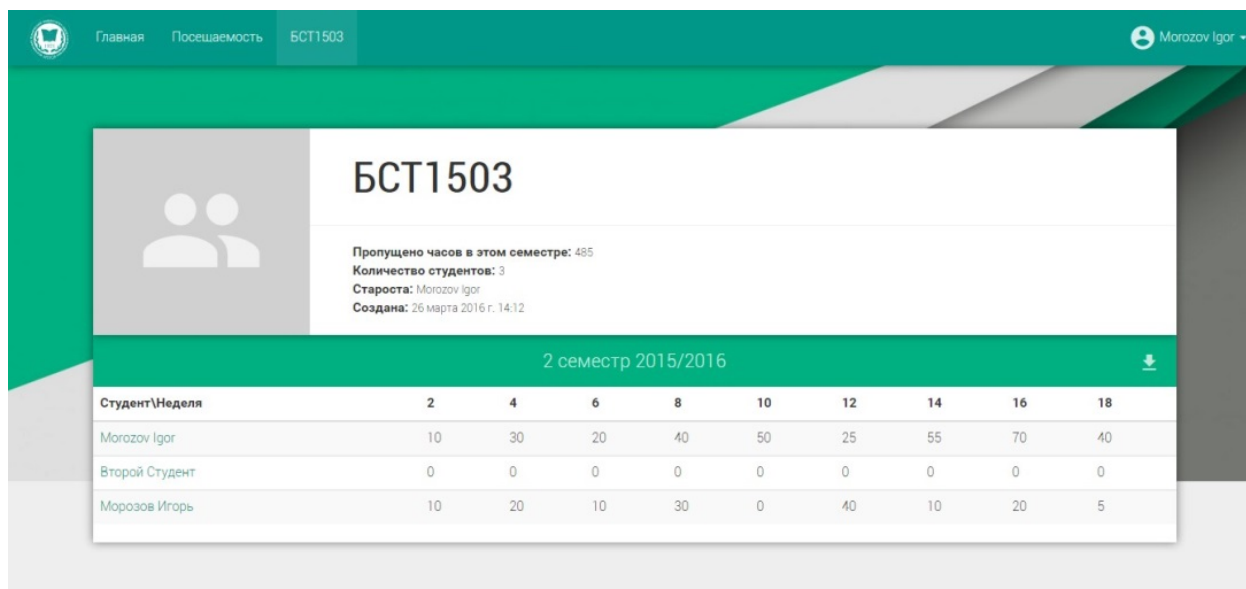 Главная Посещаемость БСТ1503 Morozov Igor
БСТ1503
Пропущено часов в этом семестре: 485
Количество студентов: 3
Староста: Morozov Igor
Создана: 26 марта 2016 г. 14:12
2 семестр 2015/2016
Студент\Неделя 2 4 6 8 10 12 14 16 18
Morozov Igor 10 30 20 40 50 25 55 70 40
Второй Студент 0 0 0 0 0 0 0 0 0
Морозов Игорь 10 20 10 30 0 40 10 20 5